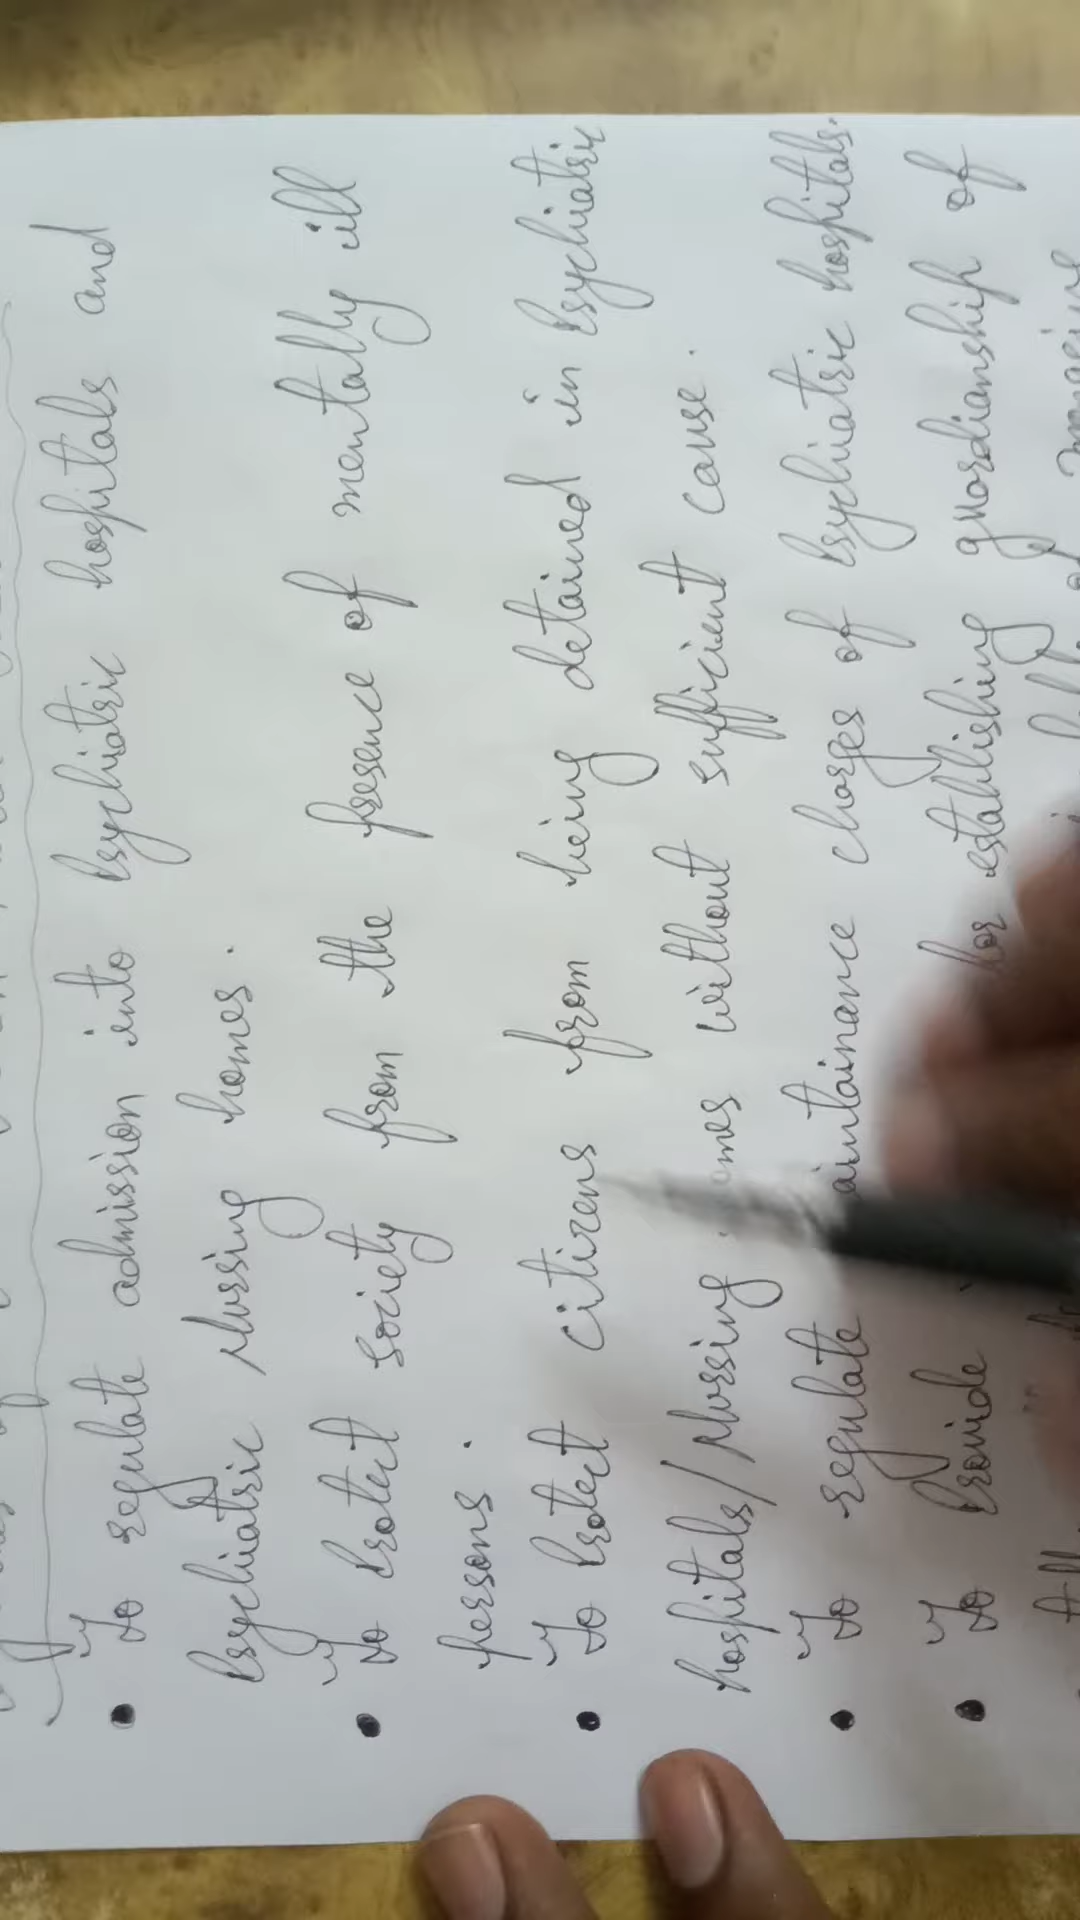 • To regulate admission into Psychiatric hospitals and
Psychiatric Nursing homes.
• To Protect society from the presence of mentally ill
persons.
• To Protect citizens from being detained in Psychiatric
hospitals/Nursing omes without sufficient cause.
• To regulate aintainance charges of Psychiatric hospitals.
• To Provide for establishing guardianship of